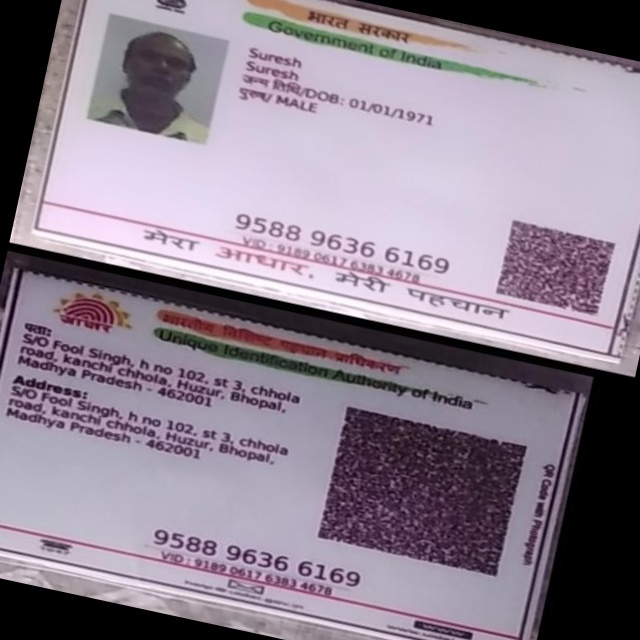 भारत सरकार
Government of India
Suresh
Suresh
जन्म तिथि/DOB: 01/01/1971
पुरुष/ MALE
9588 9636 6169
VID : 9189 0617 6383 4678
मेरा आधार, मेरी पहचान
आधार
भारतीय विशिष्ट पहचान प्राधिकरण
Unique Identification Authority of India
पता:
S/O Fool Singh, h no 102, st 3, chhola
road, kanchi chhola, Huzur, Bhopal,
Madhya Pradesh - 462001
Address:
S/O Fool Singh, h no 102, st 3, chhola
road, kanchi chhola, Huzur, Bhopal,
Madhya Pradesh - 462001
QR Code with Photograph
9588 9636 6169
VID : 9189 0617 6383 4678